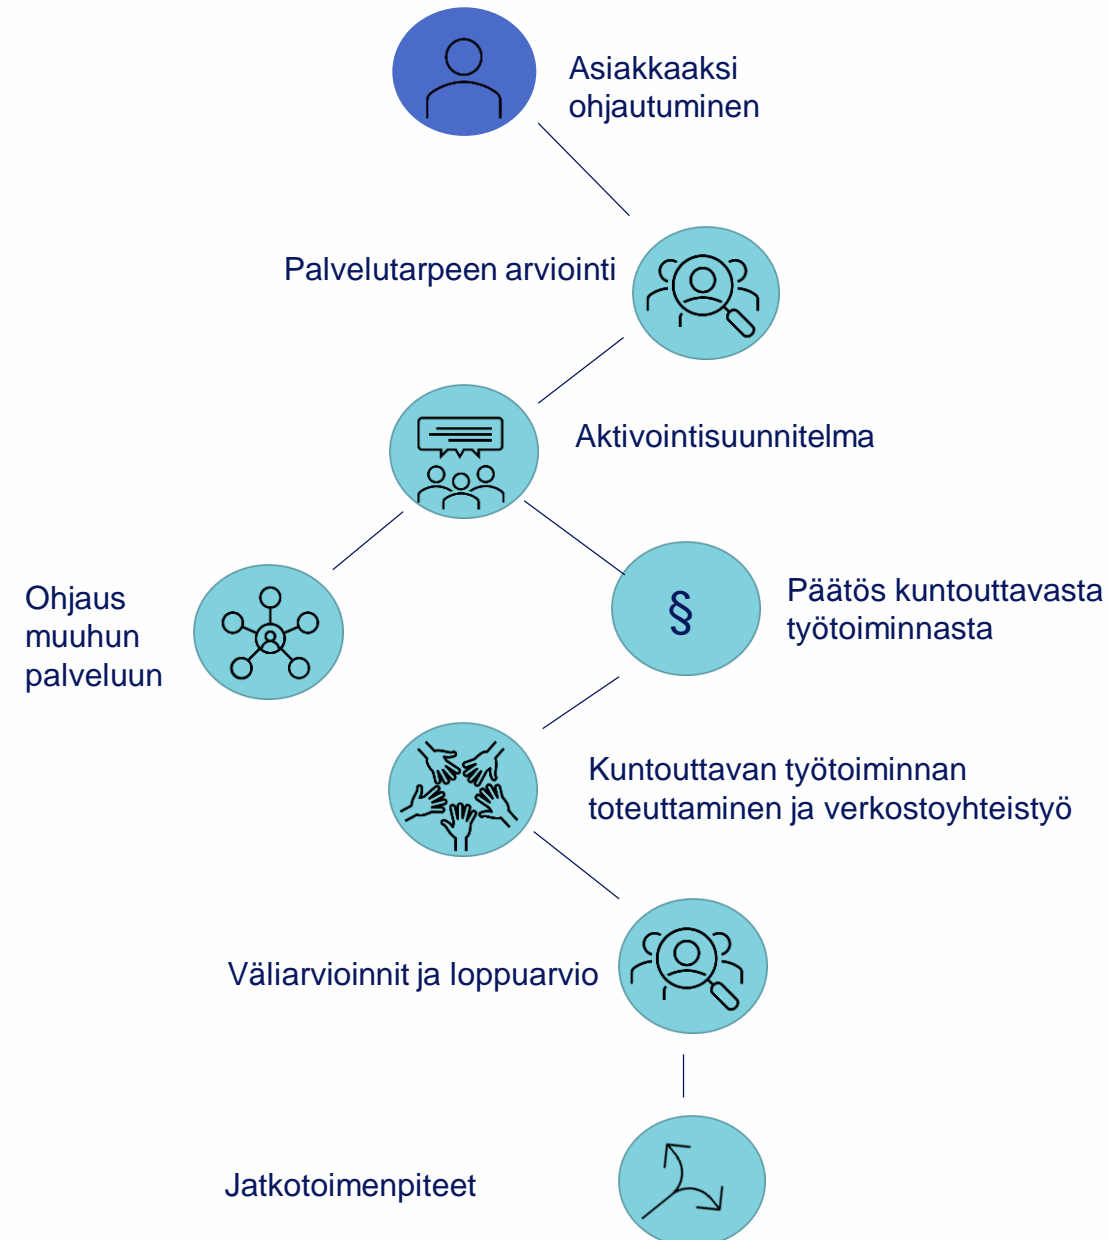 Asiakkaaksi
ohjautuminen
Palvelutarpeen arviointi
Aktivointisuunnitelma
Ohjaus
muuhun
palveluun
§
Päätös kuntouttavasta
työtoiminnasta
Kuntouttavan työtoiminnan
toteuttaminen ja verkostoyhteistyö
Väliarvioinnit ja loppuarvio
Jatkotoimenpiteet